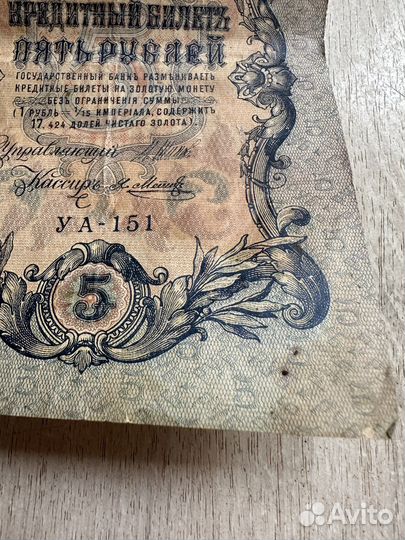 КРЕДИТНЫЙ БИЛЕТЪ
ПЯТЬ РУБЛЕЙ
ГОСУДАРСТВЕННЫЙ БАНКЪ РАЗМѢНИВАЕТЪ
КРЕДИТНЫЕ БИЛЕТЫ НА ЗОЛОТУЮ МОНЕТУ
БЕЗЪ ОГРАНИЧЕНІЯ СУММЫ
(1 РУБЛЬ = 1/15 ИМПЕРІАЛА, СОДЕРЖИТЪ
17,424 ДОЛЕЙ ЧИСТАГО ЗОЛОТА).
Управляющій
Кассиръ
УА-151
5
Avito